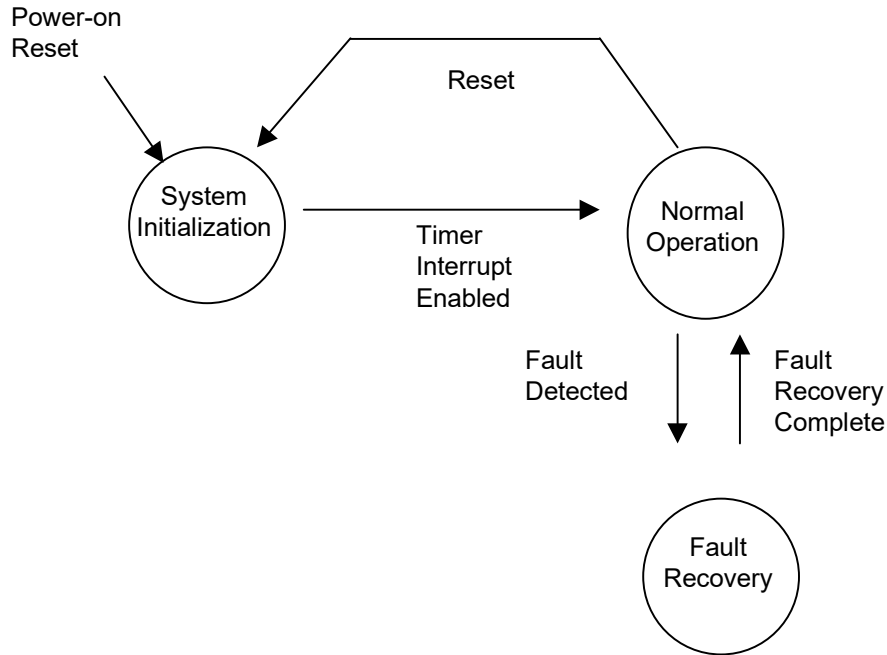 Power-on
Reset
Reset
System
Initialization
Normal
Operation
Timer
Interrupt
Enabled
Fault
Detected
Fault
Recovery
Complete
Fault
Recovery